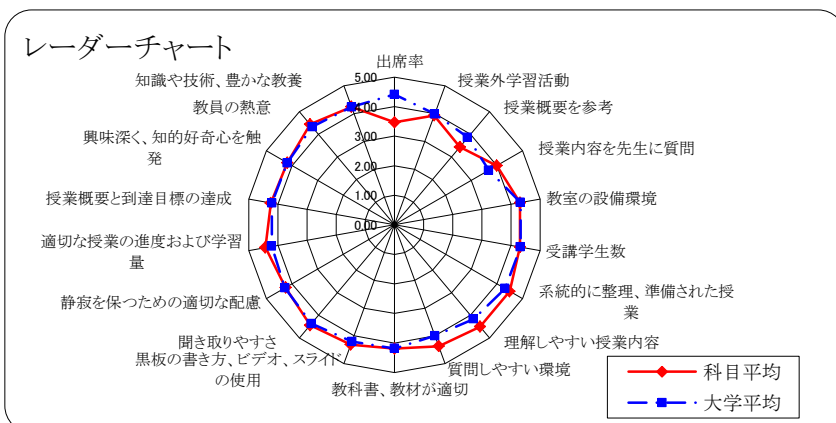 レーダーチャート
出席率
授業外学習活動
授業概要を参考
授業内容を先生に質問
教室の設備環境
受講学生数
系統的に整理、準備された授
業
理解しやすい授業内容
質問しやすい環境
教科書、教材が適切
黒板の書き方、ビデオ、スライド
の使用
聞き取りやすさ
静寂を保つための適切な配慮
適切な授業の進度および学習
量
授業概要と到達目標の達成
興味深く、知的好奇心を触
発
教員の熱意
知識や技術、豊かな教養
5.00
4.00
3.00
2.00
1.00
0.00
科目平均
大学平均